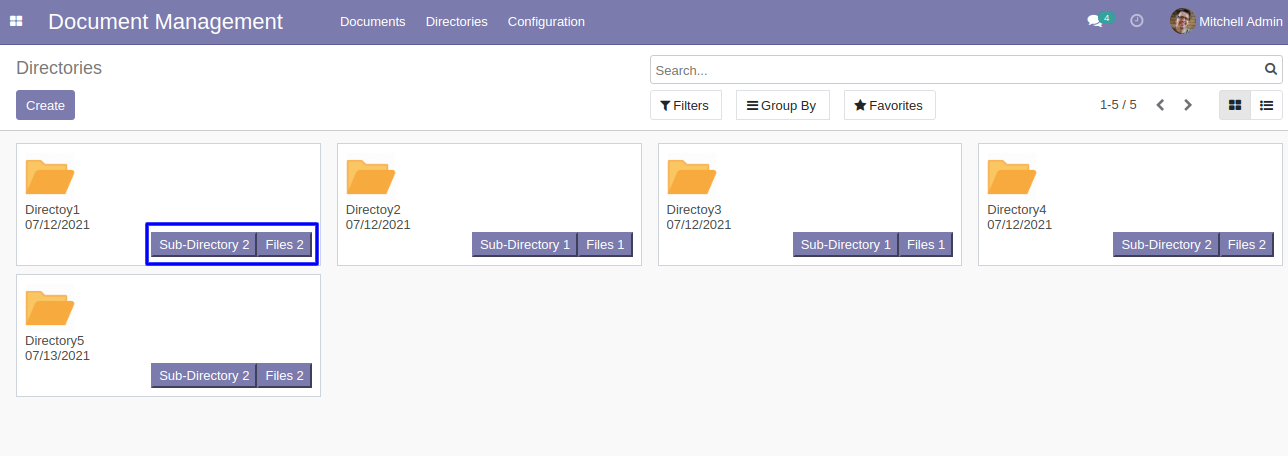 Document Management Documents Directories Configuration 4 Mitchell Admin
Directories
Search...
Create
Filters Group By Favorites 1-5 / 5
Directoy1
07/12/2021
Sub-Directory 2 Files 2
Directoy2
07/12/2021
Sub-Directory 1 Files 1
Directoy3
07/12/2021
Sub-Directory 1 Files 1
Directory4
07/12/2021
Sub-Directory 2 Files 2
Directory5
07/13/2021
Sub-Directory 2 Files 2